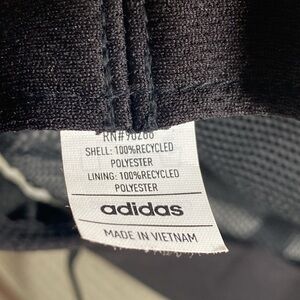 SHELL: 100%RECYCLED
POLYESTER
LINING: 100%RECYCLED
POLYESTER
adidas
MADE IN VIETNAM